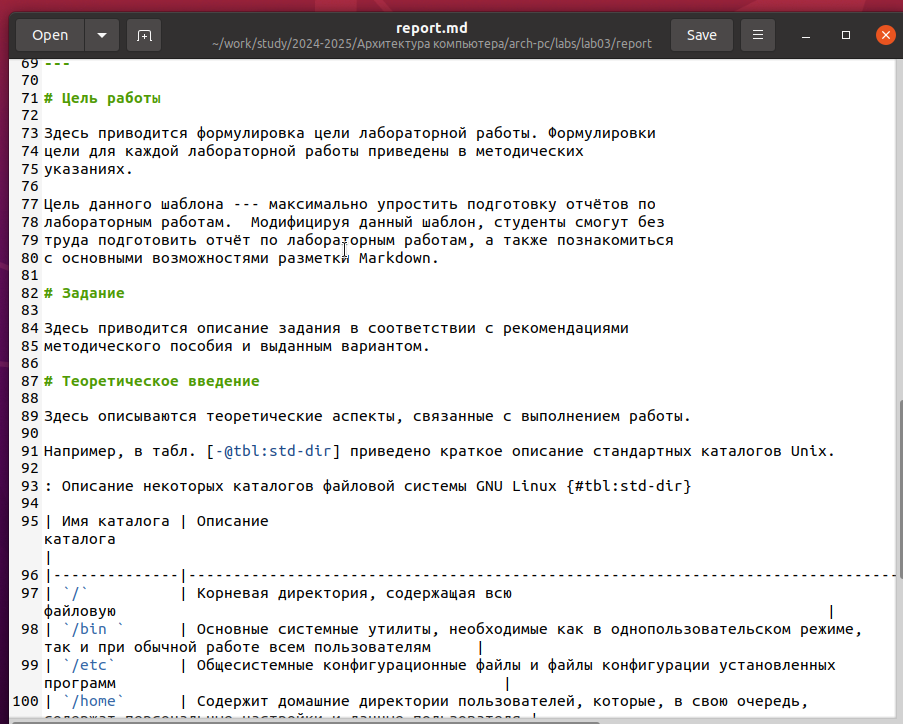 Open
report.md
~/work/study/2024-2025/Архитектура компьютера/arch-pc/labs/lab03/report
Save
69 ---
70
71 # Цель работы
72
73 Здесь приводится формулировка цели лабораторной работы. Формулировки
74 цели для каждой лабораторной работы приведены в методических
75 указаниях.
76
77 Цель данного шаблона --- максимально упростить подготовку отчётов по
78 лабораторным работам.  Модифицируя данный шаблон, студенты смогут без
79 труда подготовить отчёт по лабораторным работам, а также познакомиться
80 с основными возможностями разметки Markdown.
81
82 # Задание
83
84 Здесь приводится описание задания в соответствии с рекомендациями
85 методического пособия и выданным вариантом.
86
87 # Теоретическое введение
88
89 Здесь описываются теоретические аспекты, связанные с выполнением работы.
90
91 Например, в табл. [-@tbl:std-dir] приведено краткое описание стандартных каталогов Unix.
92
93 : Описание некоторых каталогов файловой системы GNU Linux {#tbl:std-dir}
94
95 | Имя каталога | Описание
каталога
|
96 |--------------|-------------------------------------------------------------------------------
97 | `/`          | Корневая директория, содержащая всю
файловую |
98 | `/bin `      | Основные системные утилиты, необходимые как в однопользовательском режиме,
так и при обычной работе всем пользователям |
99 | `/etc`       | Общесистемные конфигурационные файлы и файлы конфигурации установленных
программ |
100 | `/home`      | Содержит домашние директории пользователей, которые, в свою очередь,
содержат персональные настройки и данные пользователя |